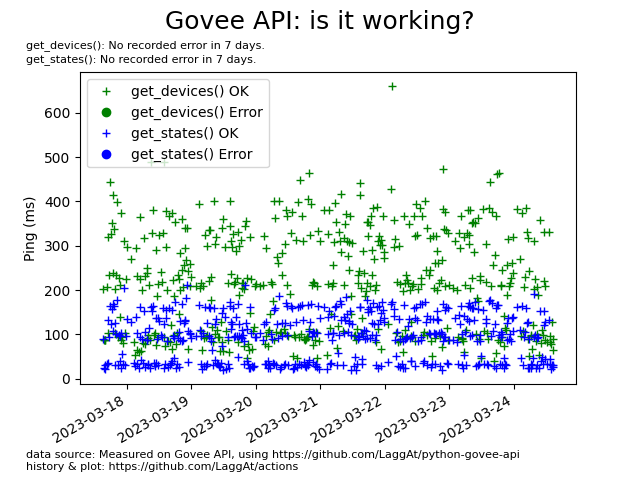 Govee API: is it working?
get_devices(): No recorded error in 7 days.
get_states(): No recorded error in 7 days.
get_devices() OK
get_devices() Error
get_states() OK
get_states() Error
Ping (ms)
600
500
400
300
200
100
0
2023-03-18
2023-03-19
2023-03-20
2023-03-21
2023-03-22
2023-03-23
2023-03-24
data source: Measured on Govee API, using https://github.com/LaggAt/python-govee-api
history & plot: https://github.com/LaggAt/actions